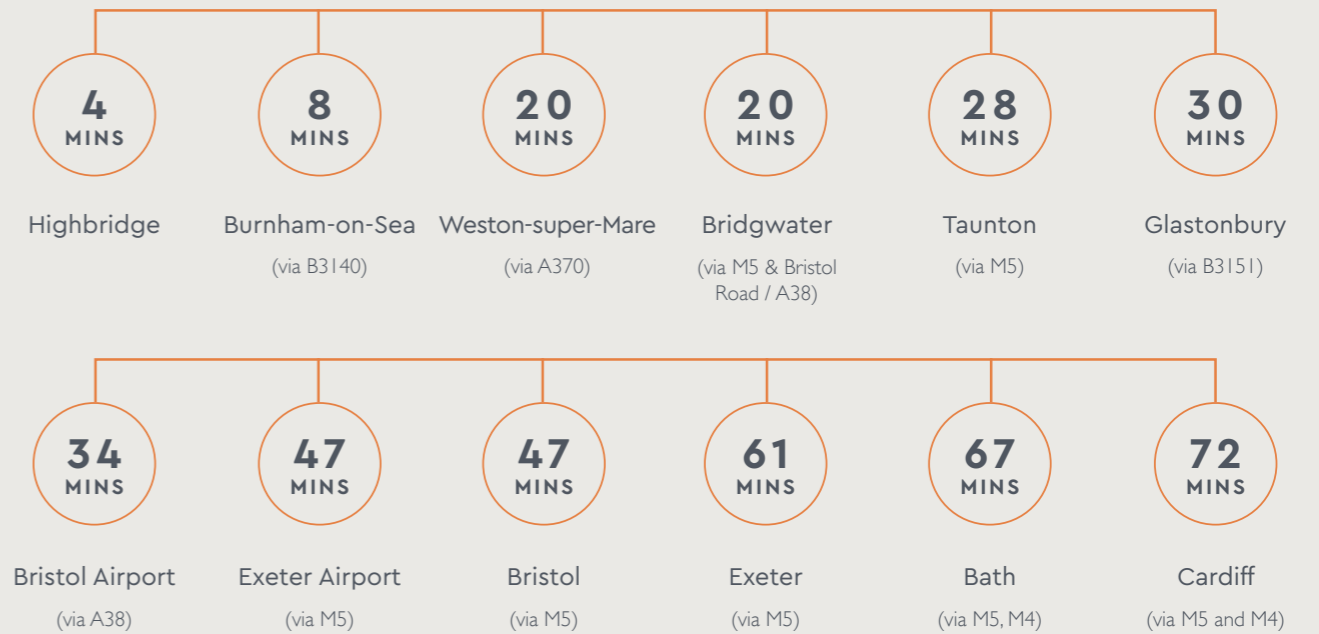 4 MINS
Highbridge
8 MINS
Burnham-on-Sea
(via B3140)
20 MINS
Weston-super-Mare
(via A370)
20 MINS
Bridgwater
(via M5 & Bristol
Road / A38)
28 MINS
Taunton
(via M5)
30 MINS
Glastonbury
(via B3151)
34 MINS
Bristol Airport
(via A38)
47 MINS
Exeter Airport
(via M5)
47 MINS
Bristol
(via M5)
61 MINS
Exeter
(via M5)
67 MINS
Bath
(via M5, M4)
72 MINS
Cardiff
(via M5 and M4)